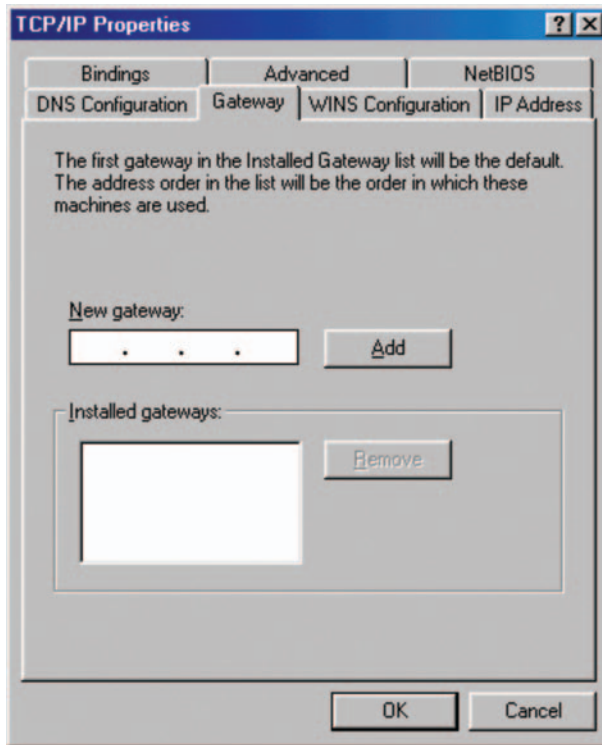 TCP/IP Properties
? ×
Bindings Advanced NetBIOS
DNS Configuration Gateway WINS Configuration IP Address
The first gateway in the Installed Gateway list will be the default.
The address order in the list will be the order in which these
machines are used.
New gateway:
. . .
Add
Installed gateways:
Remove
OK Cancel